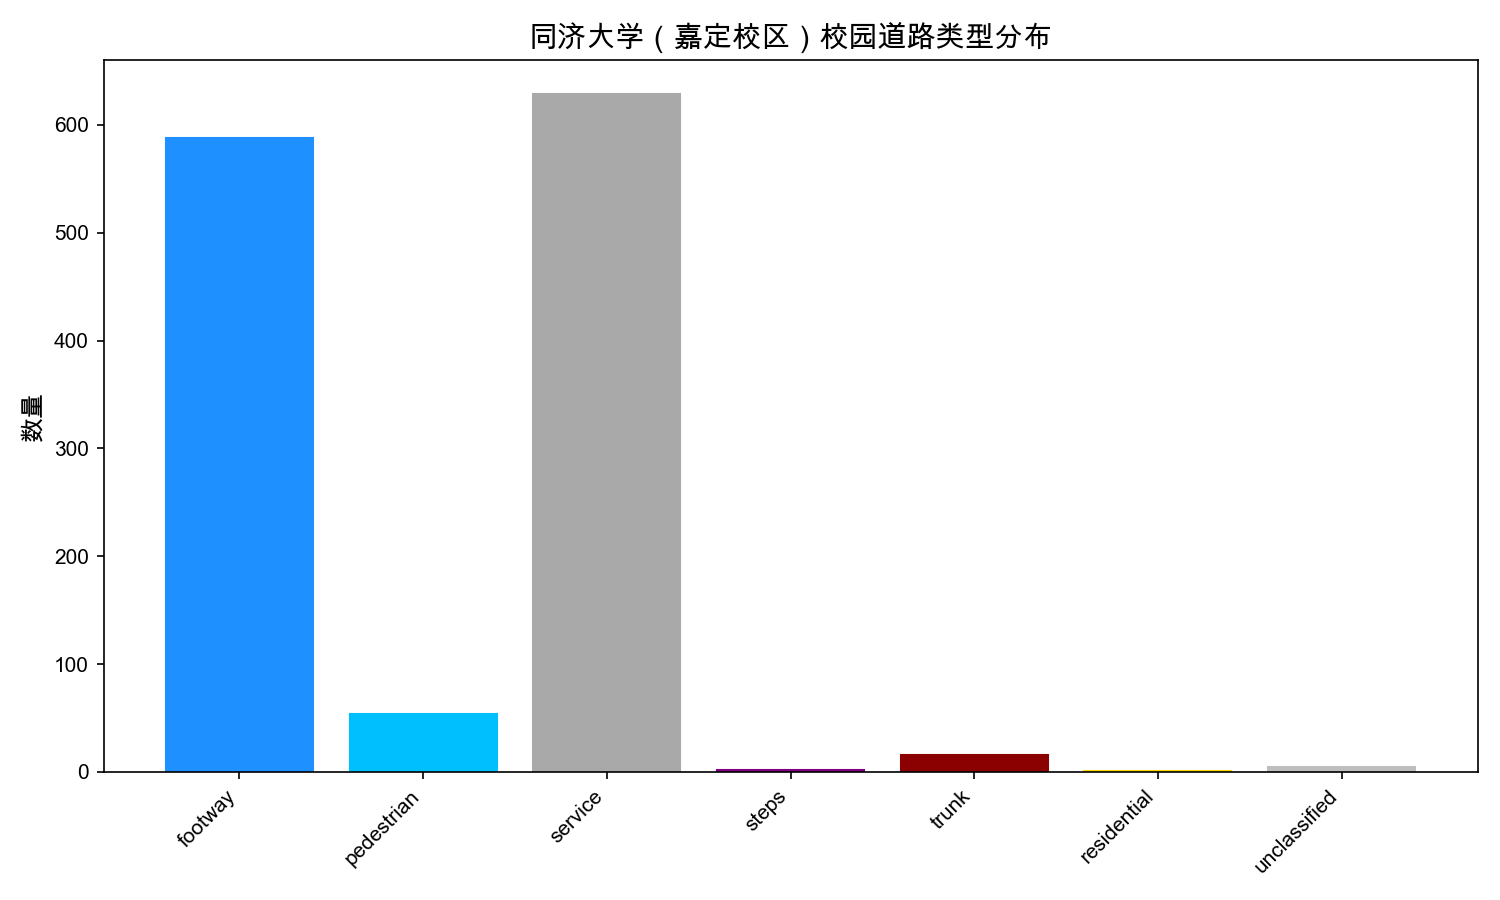 同济大学（嘉定校区）校园道路类型分布
数量
600
500
400
300
200
100
0
footway
pedestrian
service
steps
trunk
residential
unclassified